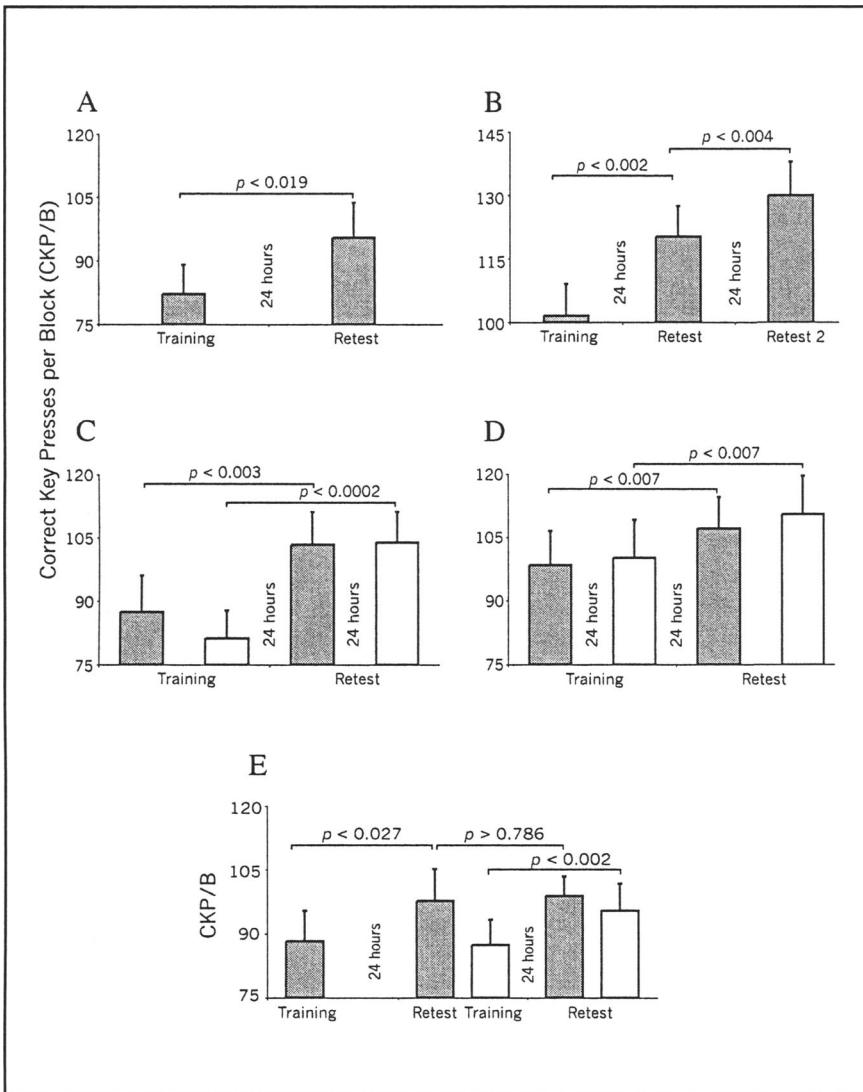 A
B
Correct Key Presses per Block (CKP/B)
120
105
90
75
p < 0.019
24 hours
Training
Retest
145
130
115
100
p < 0.002
p < 0.004
24 hours
24 hours
Training
Retest
Retest 2
C
D
120
105
90
75
p < 0.003
p < 0.0002
24 hours
24 hours
Training
Retest
120
105
90
75
p < 0.007
p < 0.007
24 hours
24 hours
Training
Retest
E
CKP/B
120
105
90
75
p < 0.027
p > 0.786
p < 0.002
24 hours
24 hours
Training
Retest
Training
Retest